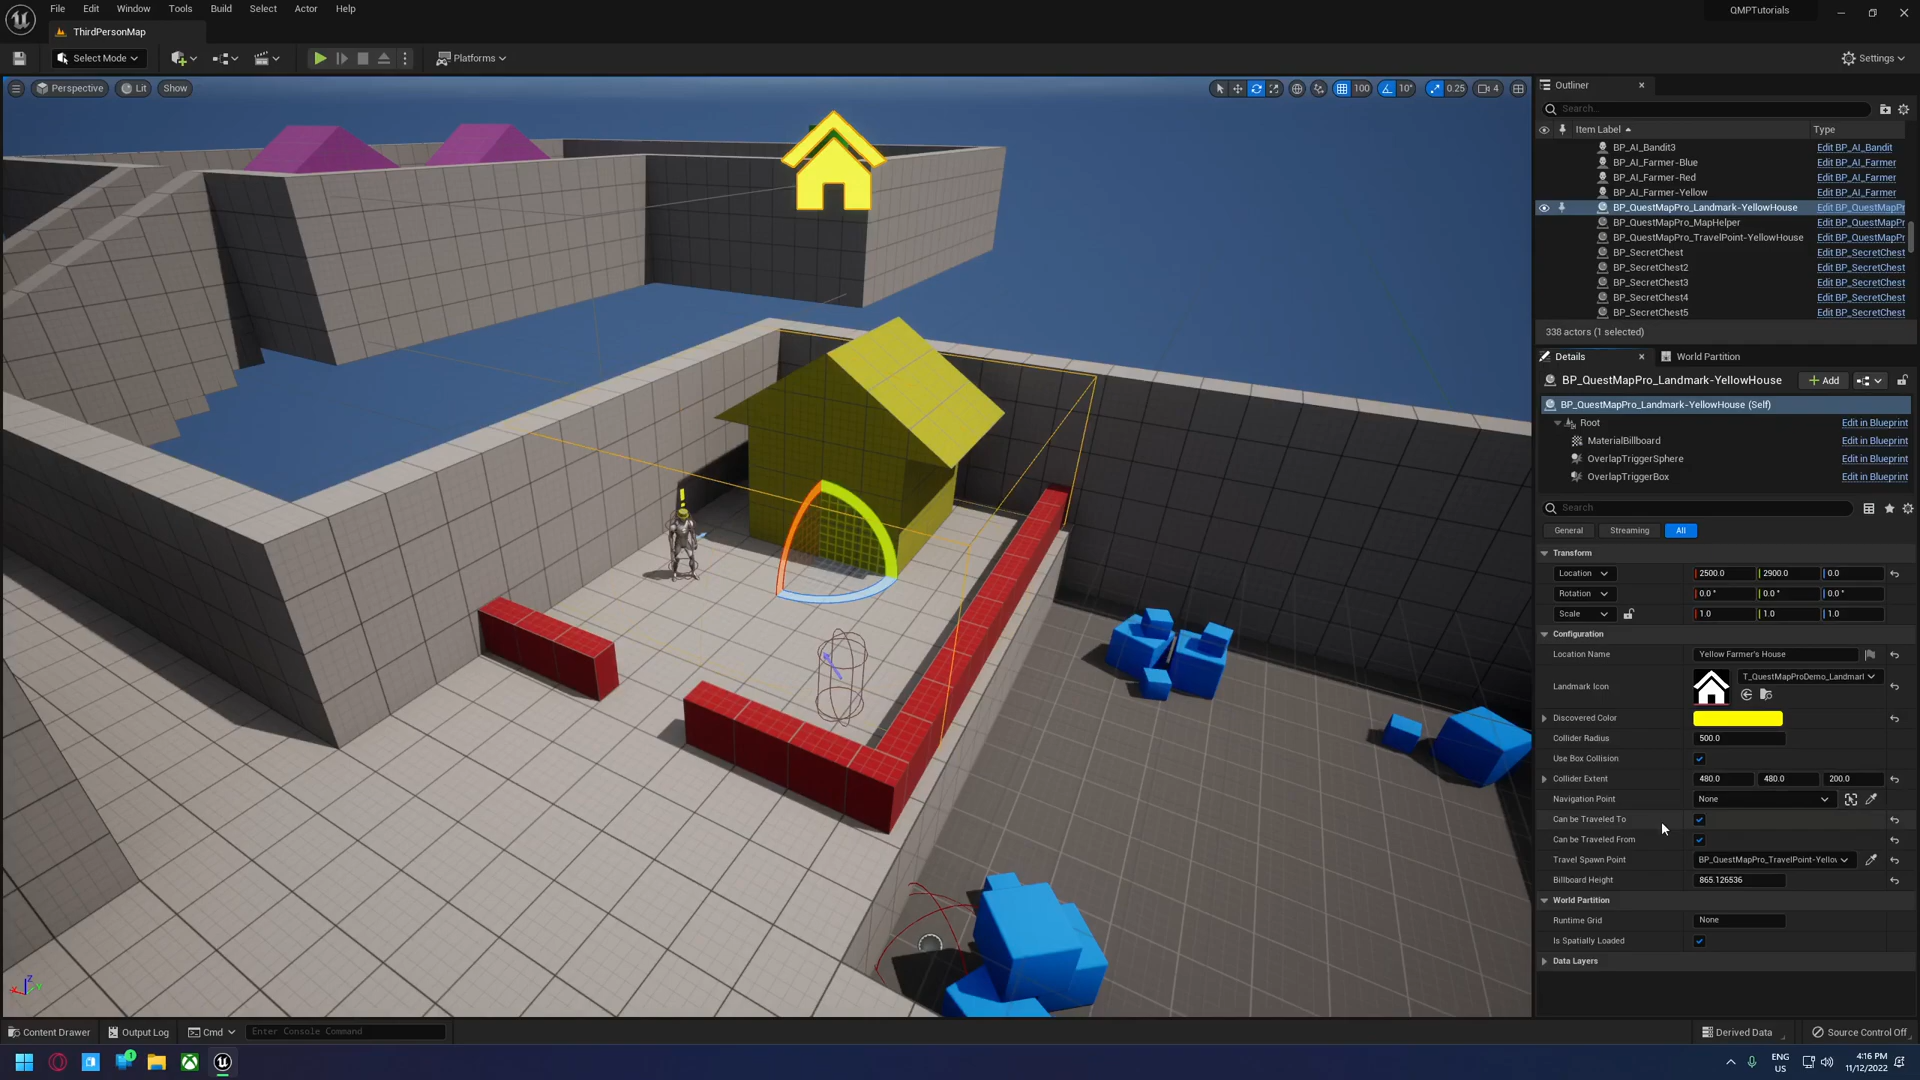 File Edit Window Tools Build Select Actor Help
QMPTutorials
ThirdPersonMap
Select Mode
Platforms
Settings
Perspective Lit Show
100 10° 0.25 4
Outliner
Search...
Item Label Type
BP_AI_Bandit3 Edit BP_AI_Bandit
BP_AI_Farmer-Blue Edit BP_AI_Farmer
BP_AI_Farmer-Red Edit BP_AI_Farmer
BP_AI_Farmer-Yellow Edit BP_AI_Farmer
BP_QuestMapPro_Landmark-YellowHouse Edit BP_QuestMapPr
BP_QuestMapPro_MapHelper Edit BP_QuestMapPr
BP_QuestMapPro_TravelPoint-YellowHouse Edit BP_QuestMapPr
BP_SecretChest Edit BP_SecretChest
BP_SecretChest2 Edit BP_SecretChest
BP_SecretChest3 Edit BP_SecretChest
BP_SecretChest4 Edit BP_SecretChest
BP_SecretChest5 Edit BP_SecretChest
338 actors (1 selected)
Details World Partition
BP_QuestMapPro_Landmark-YellowHouse Add
BP_QuestMapPro_Landmark-YellowHouse (Self)
Root Edit in Blueprint
MaterialBillboard Edit in Blueprint
OverlapTriggerSphere Edit in Blueprint
OverlapTriggerBox Edit in Blueprint
Search
General Streaming All
Transform
Location 2500.0 2900.0 0.0
Rotation 0.0° 0.0° 0.0°
Scale 1.0 1.0 1.0
Configuration
Location Name Yellow Farmer's House
Landmark Icon T_QuestMapProDemo_Landmarl
Discovered Color
Collider Radius 500.0
Use Box Collision
Collider Extent 480.0 480.0 200.0
Navigation Point None
Can be Traveled To
Can be Traveled From
Travel Spawn Point BP_QuestMapPro_TravelPoint-Yellov
Billboard Height 865.126536
World Partition
Runtime Grid None
Is Spatially Loaded
Data Layers
Content Drawer Output Log Cmd Enter Console Command Derived Data Source Control Off
1
ENG
US
4:16 PM
11/12/2022